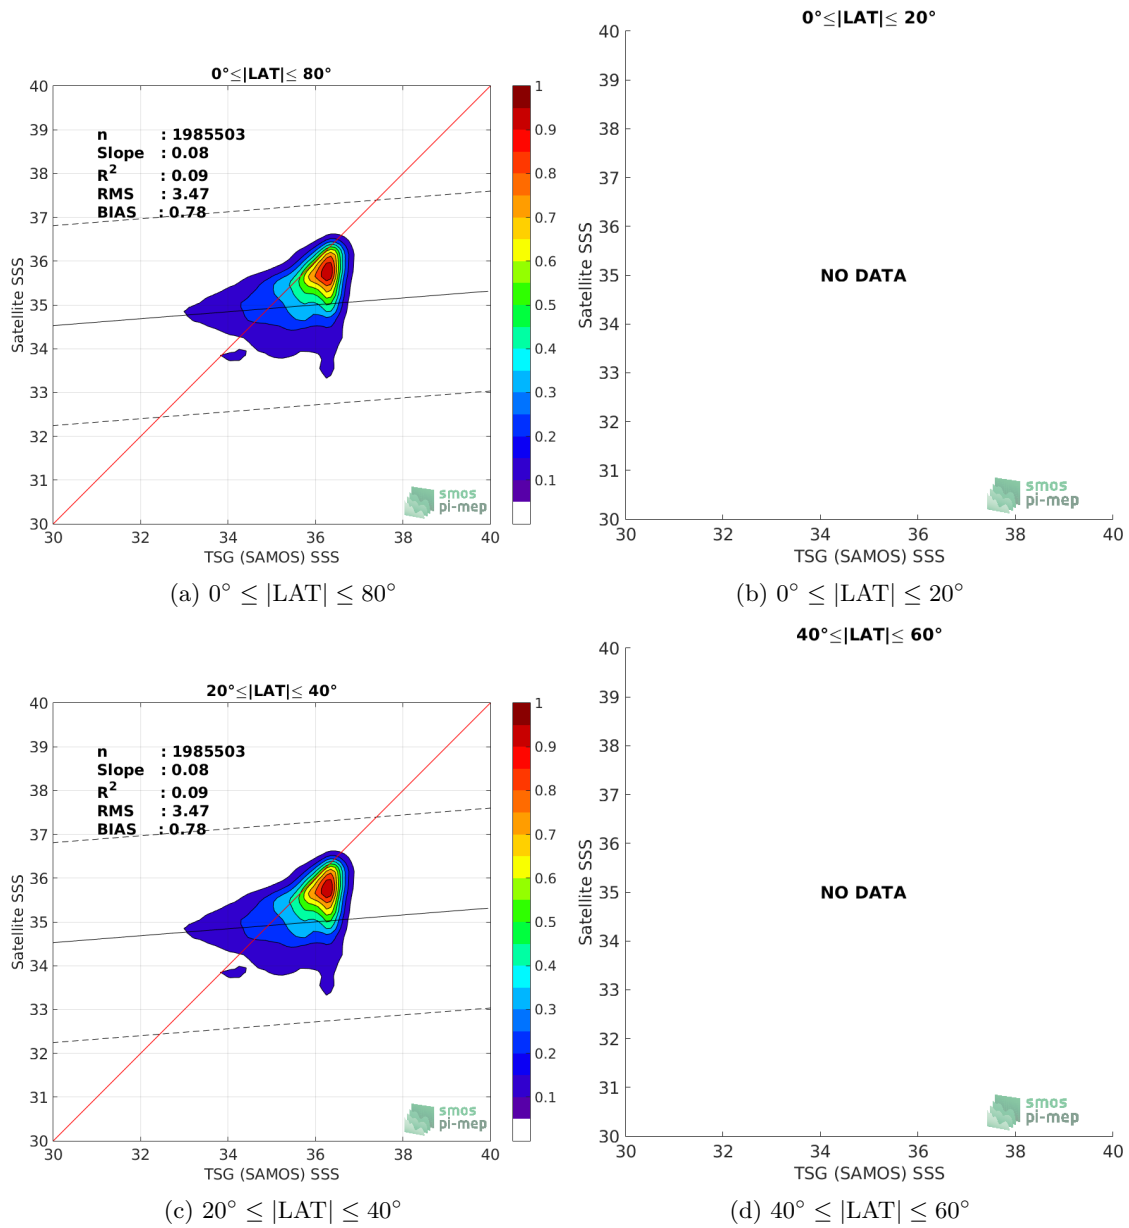 0°≤|LAT|≤ 80°
n : 1985503
Slope : 0.08
R² : 0.09
RMS : 3.47
BIAS : 0.78
40
39
38
37
36
35
34
33
32
31
30
30 32 34 36 38 40
Satellite SSS
TSG (SAMOS) SSS
1
0.9
0.8
0.7
0.6
0.5
0.4
0.3
0.2
0.1
smos
pi-mep
(a) 0° ≤ |LAT| ≤ 80°
0°≤|LAT|≤ 20°
40
39
38
37
36
35
34
33
32
31
30
30 32 34 36 38 40
Satellite SSS
NO DATA
TSG (SAMOS) SSS
smos
pi-mep
(b) 0° ≤ |LAT| ≤ 20°
20°≤|LAT|≤ 40°
n : 1985503
Slope : 0.08
R² : 0.09
RMS : 3.47
BIAS : 0.78
40
39
38
37
36
35
34
33
32
31
30
30 32 34 36 38 40
Satellite SSS
TSG (SAMOS) SSS
1
0.9
0.8
0.7
0.6
0.5
0.4
0.3
0.2
0.1
smos
pi-mep
(c) 20° ≤ |LAT| ≤ 40°
40°≤|LAT|≤ 60°
40
39
38
37
36
35
34
33
32
31
30
30 32 34 36 38 40
Satellite SSS
NO DATA
TSG (SAMOS) SSS
smos
pi-mep
(d) 40° ≤ |LAT| ≤ 60°